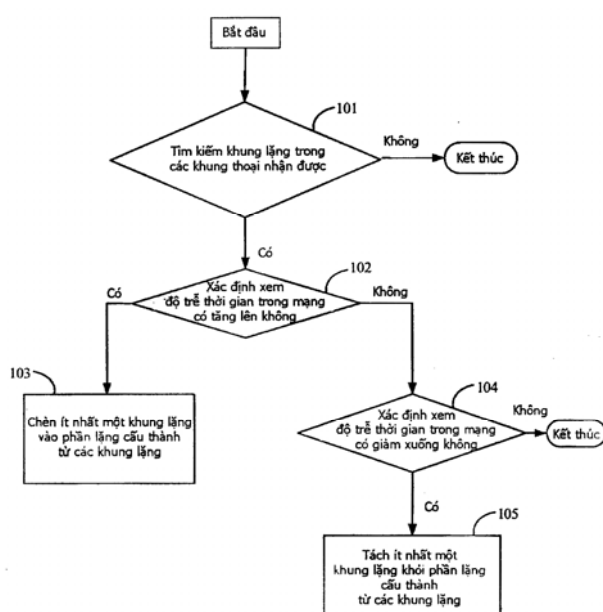 Bắt đầu
101
Tìm kiếm khung lặng trong
các khung thoại nhận được
Không
Kết thúc
Có
102
Xác định xem
độ trễ thời gian trong mạng
có tăng lên không
Có
Không
103
Chèn ít nhất một khung lặng
vào phần lặng cấu thành
từ các khung lặng
104
Xác định xem
độ trễ thời gian trong mạng
có giảm xuống không
Không
Kết thúc
Có
105
Tách ít nhất một
khung lặng khỏi phần lặng
cấu thành
từ các khung lặng